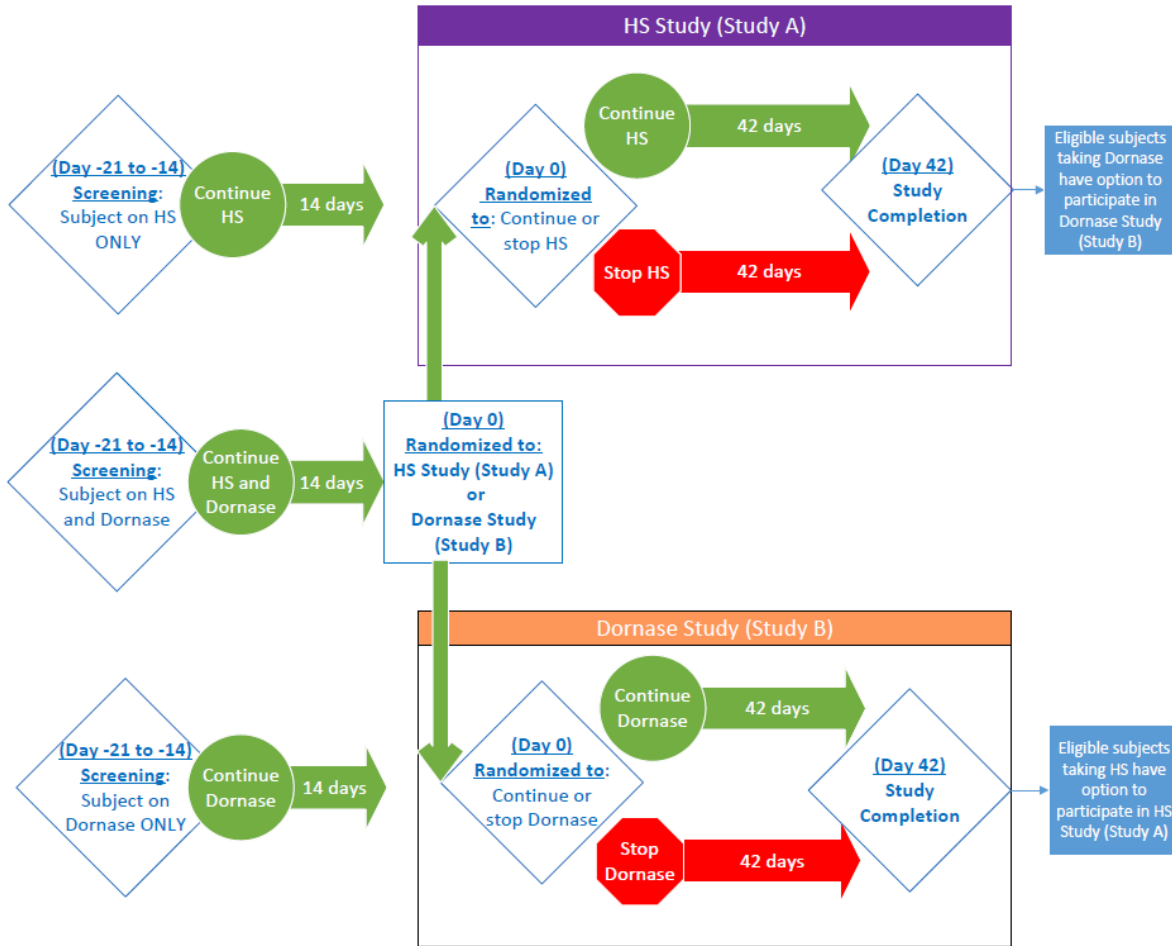 HS Study (Study A)
(Day -21 to -14)
Screening:
Subject on HS
ONLY
Continue
HS
14 days
(Day 0)
Randomized
to: Continue or
stop HS
Continue
HS
42 days
Stop HS
42 days
(Day 42)
Study
Completion
Eligible subjects
taking Dornase
have option to
participate in
Dornase Study
(Study B)
(Day -21 to -14)
Screening:
Subject on HS
and Dornase
Continue
HS and
Dornase
14 days
(Day 0)
Randomized to:
HS Study (Study A)
or
Dornase Study
(Study B)
Dornase Study (Study B)
(Day -21 to -14)
Screening:
Subject on
Dornase ONLY
Continue
Dornase
14 days
(Day 0)
Randomized to:
Continue or
stop Dornase
Continue
Dornase
42 days
Stop
Dornase
42 days
(Day 42)
Study
Completion
Eligible subjects
taking HS have
option to
participate in HS
Study (Study A)